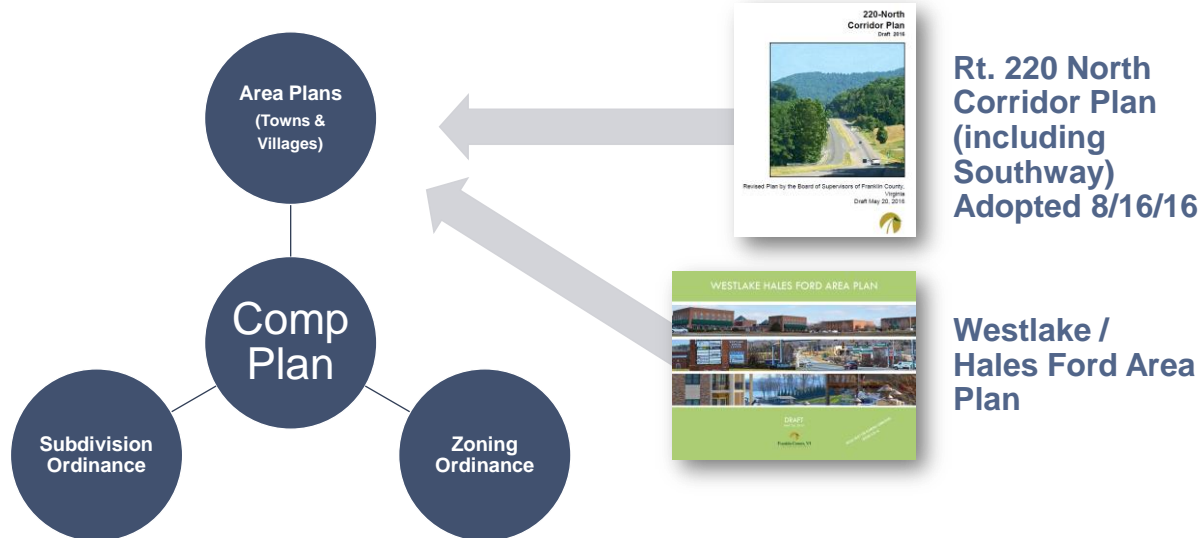 Area Plans
(Towns &
Villages)
Comp
Plan
Subdivision
Ordinance
Zoning
Ordinance
220-North
Corridor Plan
Draft 2016
Revised Plan by the Board of Supervisors of Franklin County,
Virginia
Draft May 20, 2016
Rt. 220 North
Corridor Plan
(including
Southway)
Adopted 8/16/16
WESTLAKE HALES FORD AREA PLAN
DRAFT
Franklin County, VA
Westlake /
Hales Ford Area
Plan